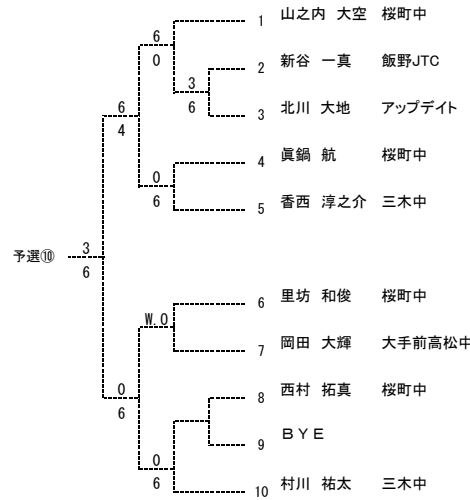 6 1 山之内 大空 桜町中
0
3 2 新谷 一真 飯野JTC
6 6 3 北川 大地 アップデイト
4
0 4 眞鍋 航 桜町中
6 5 香西 淳之介 三木中
予選⑩ 3
6
W.O 6 里坊 和俊 桜町中
7 岡田 大輝 大手前高松中
0 8 西村 拓真 桜町中
6
9 BYE
0
6 10 村川 祐太 三木中